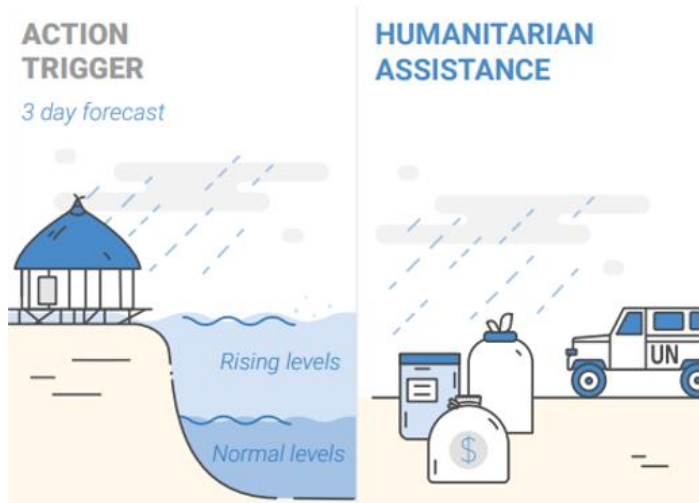 ACTION
TRIGGER
3 day forecast
Rising levels
Normal levels
HUMANITARIAN
ASSISTANCE
UN
$